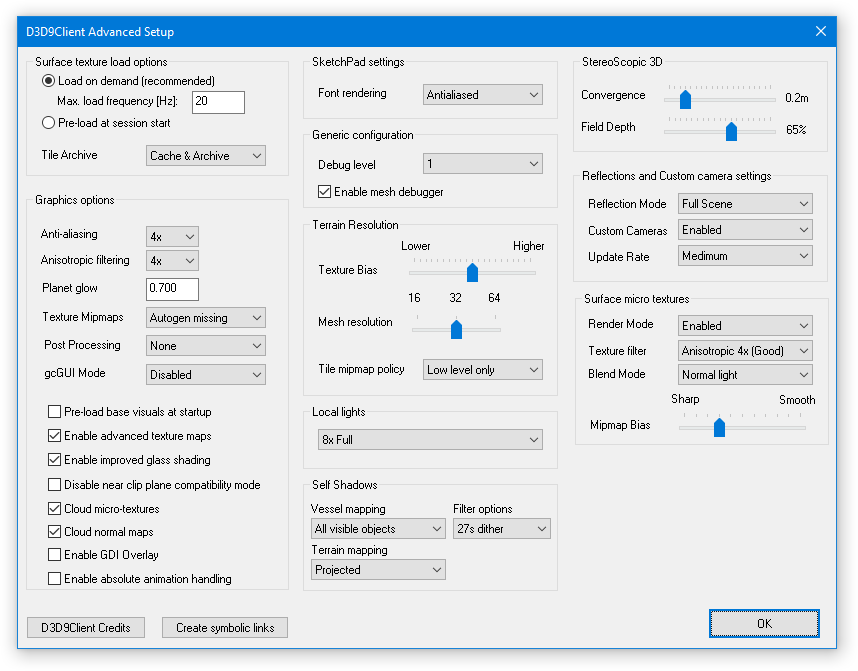 D3D9Client Advanced Setup
Surface texture load options
Load on demand (recommended)
Max. load frequency [Hz]: 20
Pre-load at session start
Tile Archive Cache & Archive
Graphics options
Anti-aliasing 4x
Anisotropic filtering 4x
Planet glow 0.700
Texture Mipmaps Autogen missing
Post Processing None
gcGUI Mode Disabled
Pre-load base visuals at startup
Enable advanced texture maps
Enable improved glass shading
Disable near clip plane compatibility mode
Cloud micro-textures
Cloud normal maps
Enable GDI Overlay
Enable absolute animation handling
D3D9Client Credits
Create symbolic links
SketchPad settings
Font rendering Antialiased
Generic configuration
Debug level 1
Enable mesh debugger
Terrain Resolution
Lower Higher
Texture Bias
16 32 64
Mesh resolution
Tile mipmap policy Low level only
Local lights
8x Full
Self Shadows
Vessel mapping Filter options
All visible objects 27s dither
Terrain mapping
Projected
StereoScopic 3D
Convergence 0.2m
Field Depth 65%
Reflections and Custom camera settings
Reflection Mode Full Scene
Custom Cameras Enabled
Update Rate Medimum
Surface micro textures
Render Mode Enabled
Texture filter Anisotropic 4x (Good)
Blend Mode Normal light
Sharp Smooth
Mipmap Bias
OK